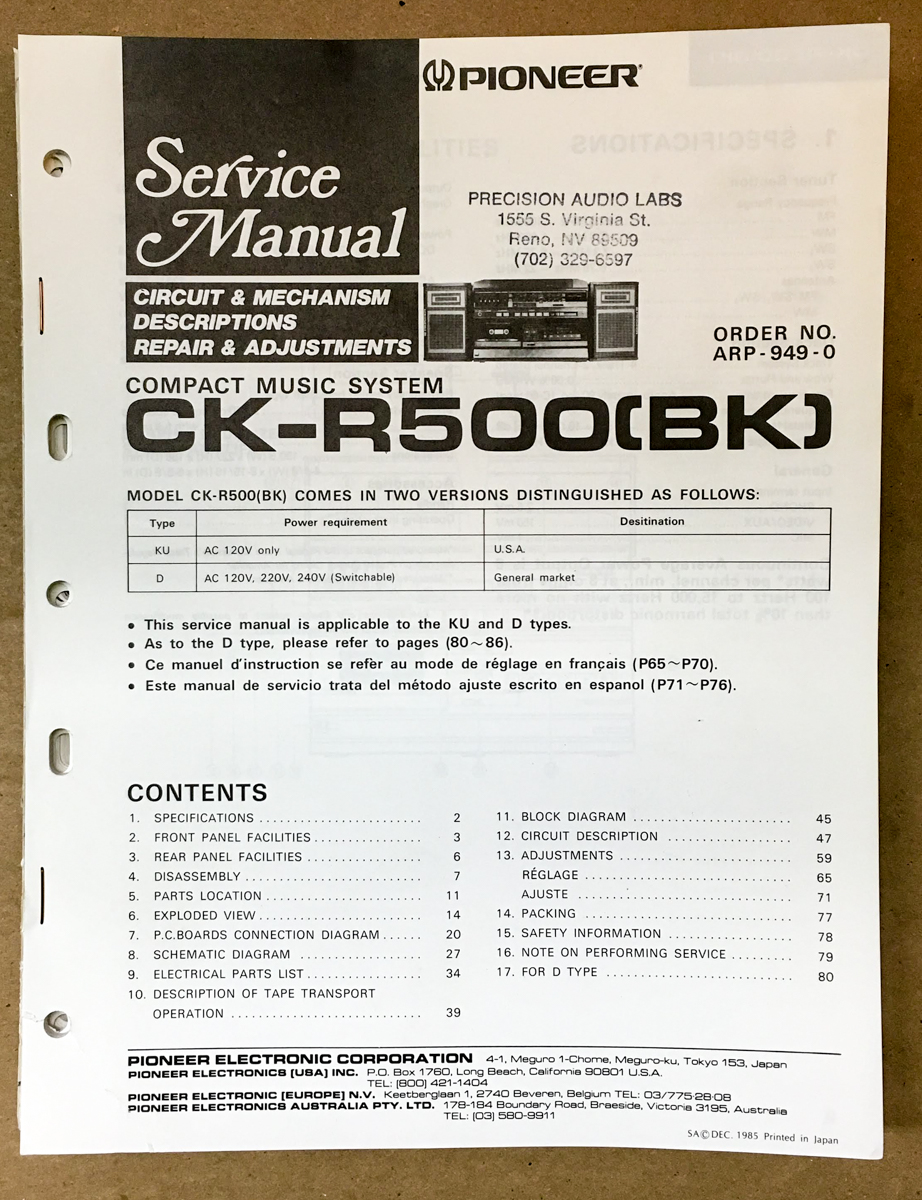 PIONEER
Service
Manual
CIRCUIT & MECHANISM
DESCRIPTIONS
REPAIR & ADJUSTMENTS
PRECISION AUDIO LABS
1555 S. Virginia St.
Reno, NV 89509
(702) 329-6597
ORDER NO.
ARP-949-0
COMPACT MUSIC SYSTEM
CK-R500(BK)
MODEL CK-R500(BK) COMES IN TWO VERSIONS DISTINGUISHED AS FOLLOWS:
Type Power requirement Desitination
KU AC 120V only U.S.A.
D AC 120V, 220V, 240V (Switchable) General market
• This service manual is applicable to the KU and D types.
• As to the D type, please refer to pages (80~86).
• Ce manuel d'instruction se refèr au mode de réglage en français (P65~P70).
• Este manual de servicio trata del método ajuste escrito en espanol (P71~P76).
CONTENTS
1. SPECIFICATIONS ........................ 2
2. FRONT PANEL FACILITIES ................ 3
3. REAR PANEL FACILITIES ................. 6
4. DISASSEMBLY .......................... 7
5. PARTS LOCATION ....................... 11
6. EXPLODED VIEW ........................ 14
7. P.C.BOARDS CONNECTION DIAGRAM ...... 20
8. SCHEMATIC DIAGRAM .................. 27
9. ELECTRICAL PARTS LIST ................. 34
10. DESCRIPTION OF TAPE TRANSPORT
OPERATION ............................ 39
11. BLOCK DIAGRAM ....................... 45
12. CIRCUIT DESCRIPTION .................. 47
13. ADJUSTMENTS ......................... 59
RÉGLAGE .............................. 65
AJUSTE ............................... 71
14. PACKING .............................. 77
15. SAFETY INFORMATION .................. 78
16. NOTE ON PERFORMING SERVICE ......... 79
17. FOR D TYPE ........................... 80
PIONEER ELECTRONIC CORPORATION 4-1, Meguro 1-Chome, Meguro-ku, Tokyo 153, Japan
PIONEER ELECTRONICS [USA] INC. P.O. Box 1760, Long Beach, California 90801 U.S.A.
TEL: [800] 421-1404
PIONEER ELECTRONIC [EUROPE] N.V. Keetberglaan 1, 2740 Beveren, Belgium TEL: 03/775·28·08
PIONEER ELECTRONICS AUSTRALIA PTY. LTD. 178-184 Boundary Road, Braeside, Victoria 3195, Australia
TEL: [03] 580-9911
SA © DEC. 1985 Printed in Japan